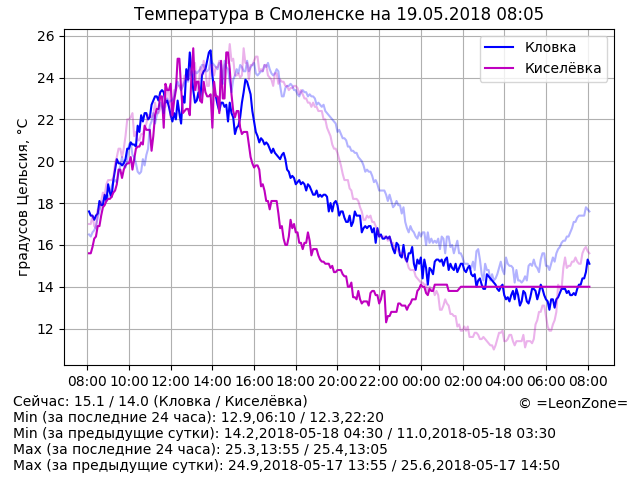 Температура в Смоленске на 19.05.2018 08:05
26
24
22
20
18
16
14
12
градусов Цельсия, °C
Кловка
Киселёвка
08:00 10:00 12:00 14:00 16:00 18:00 20:00 22:00 00:00 02:00 04:00 06:00 08:00
Сейчас: 15.1 / 14.0 (Кловка / Киселёвка)
© =LeonZone=
Min (за последние 24 часа): 12.9,06:10 / 12.3,22:20
Min (за предыдущие сутки): 14.2,2018-05-18 04:30 / 11.0,2018-05-18 03:30
Max (за последние 24 часа): 25.3,13:55 / 25.4,13:05
Max (за предыдущие сутки): 24.9,2018-05-17 13:55 / 25.6,2018-05-17 14:50